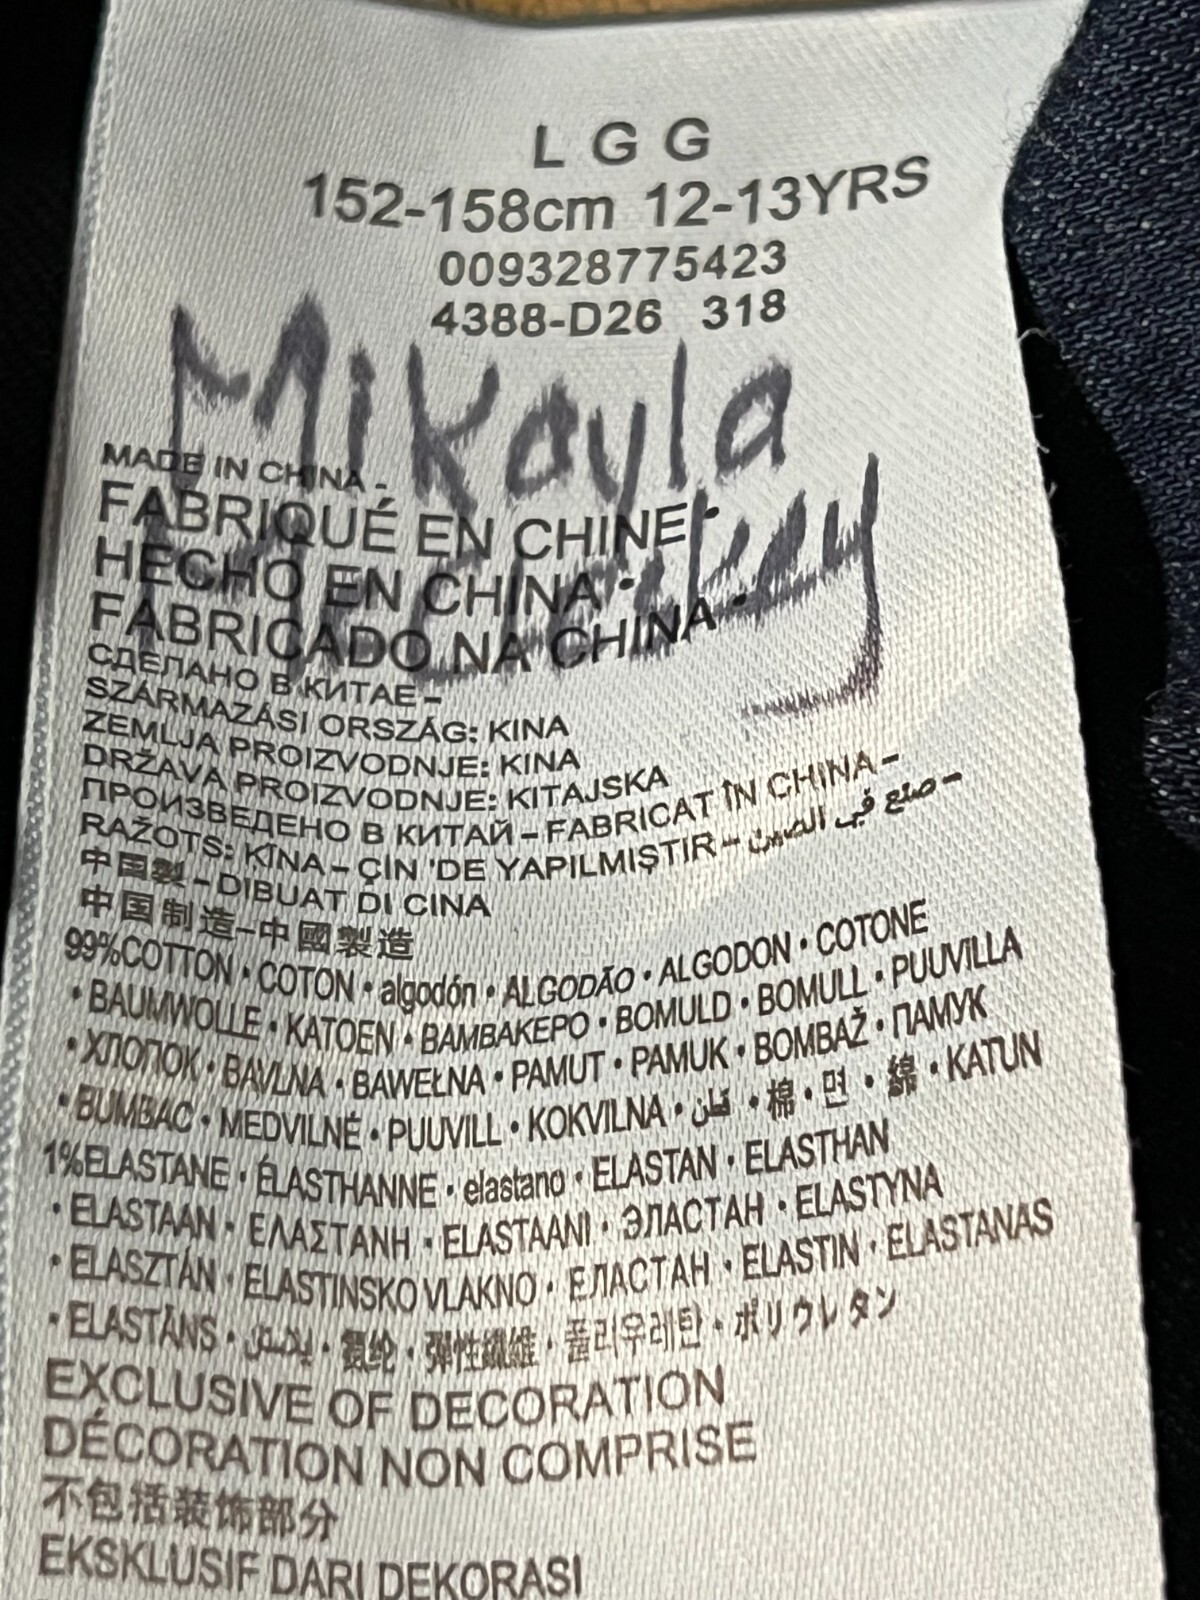 L G G
152-158cm 12-13YRS
009328775423
4388-D26 318
Mikayla
MADE IN CHINA -
FABRIQUÉ EN CHINE •
HECHO EN CHINA •
FABRICADO NA CHINA •
СДЕЛАНО В КИТАЕ –
SZÁRMAZÁSI ORSZÁG: KINA
ZEMLJA PROIZVODNJE: KINA
DRŽAVA PROIZVODNJE: KITAJSKA
ПРОИЗВЕДЕНО В КИТАЙ – FABRICAT ÎN CHINA –
RAŽOTS: ĶĪNA – ÇİN 'DE YAPILMIŞTIR – صنع في الصين –
中国製 – DIBUAT DI CINA
中国制造–中國製造
99%COTTON • COTON • algodón • ALGODÃO • ALGODON • COTONE
• BAUMWOLLE • KATOEN • ΒΑΜΒΑΚΕΡΟ • BOMULD • BOMULL • PUUVILLA
• ХЛОПОК • BAVLNA • BAWEŁNA • PAMUT • PAMUK • BOMBAŽ • ПАМУК
• BUMBAC • MEDVILNÉ • PUUVILL • KOKVILNA • قطن • 棉 • 면 • 綿 • KATUN
1%ELASTANE • ÉLASTHANNE • elastano • ELASTAN • ELASTHAN
• ELASTAAN • ΕΛΑΣΤΑΝΗ • ELASTAANI • ЭЛАСТАН • ELASTYNA
• ELASZTÁN • ELASTINSKO VLAKNO • ЕЛАСТАН • ELASTIN • ELASTANAS
• ELASTĀNS • 氨纶 • 彈性纖維 • 폴리우레탄 • ポリウレタン
EXCLUSIVE OF DECORATION
DÉCORATION NON COMPRISE
不包括装饰部分
EKSKLUSIF DARI DEKORASI